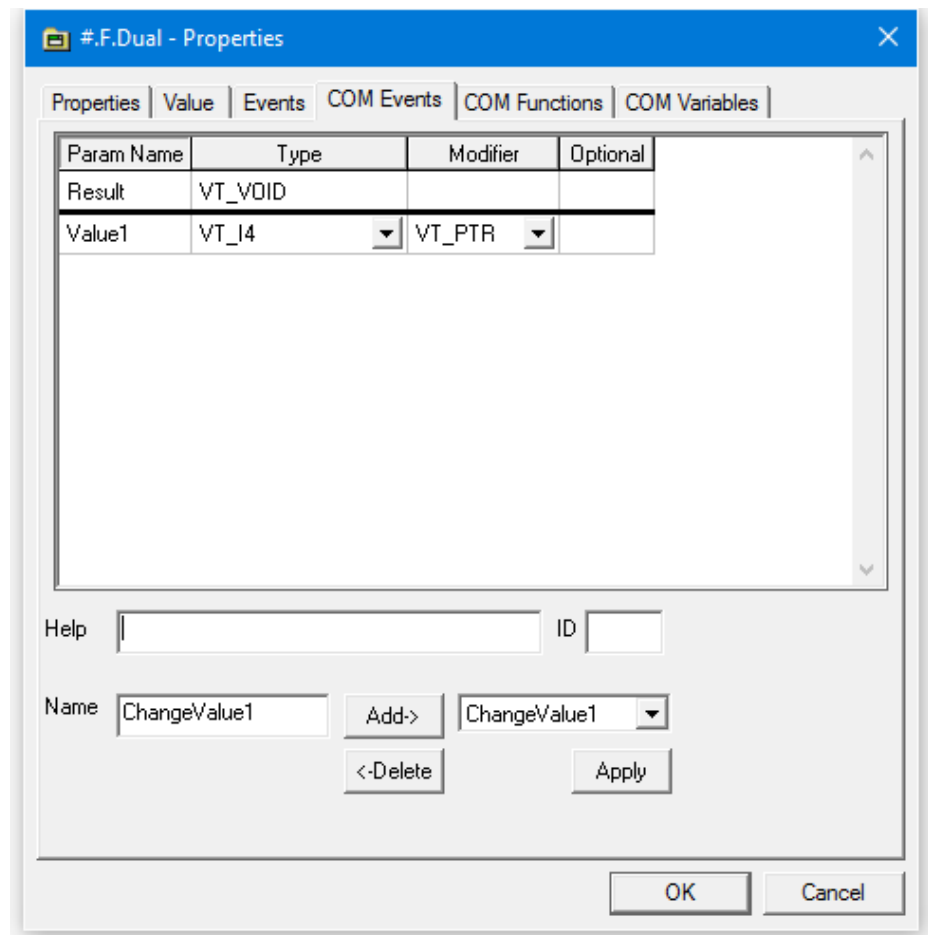 #.F.Dual - Properties
Properties Value Events COM Events COM Functions COM Variables
Param Name Type Modifier Optional
Result VT_VOID
Value1 VT_I4 VT_PTR
Help ID
Name ChangeValue1 Add-> ChangeValue1
<-Delete Apply
OK Cancel